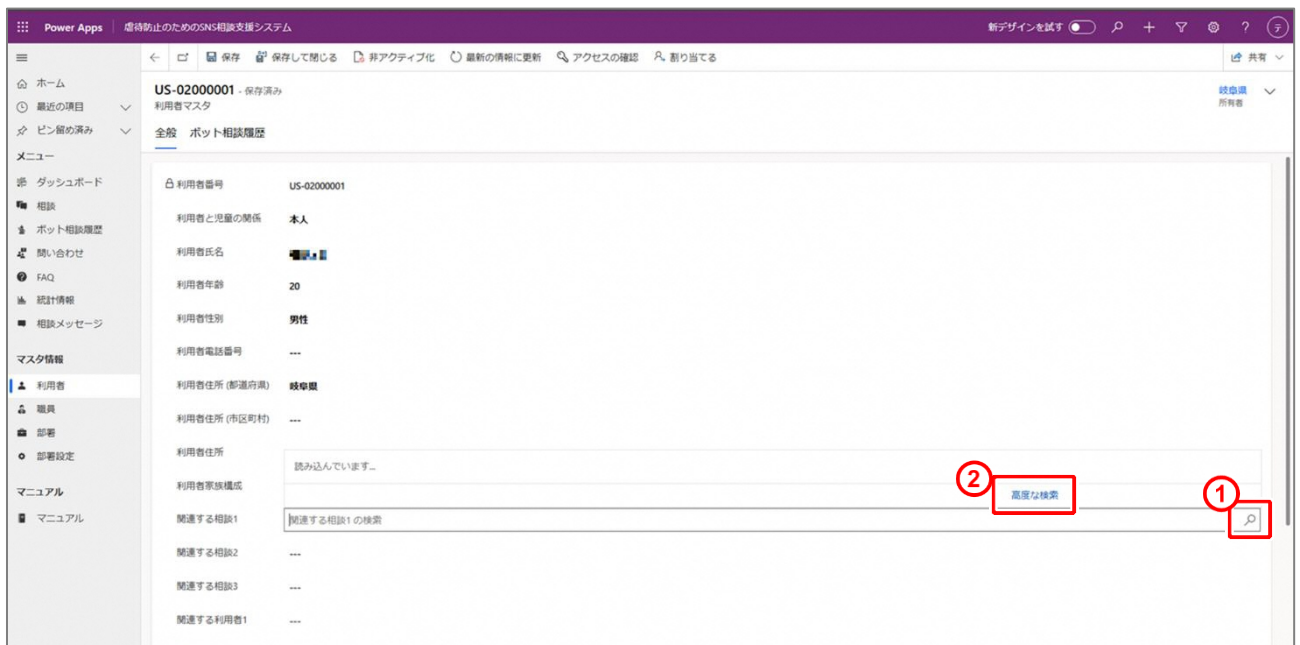 Power Apps 虐待防止のためのSNS相談支援システム 新デザインを試す
保存 保存して閉じる 非アクティブ化 最新の情報に更新 アクセスの確認 割り当てる 共有
ホーム
最近の項目
ピン留め済み
メニュー
ダッシュボード
相談
ボット相談履歴
問い合わせ
FAQ
統計情報
相談メッセージ
マスタ情報
利用者
職員
部署
部署設定
マニュアル
マニュアル
US-02000001 - 保存済み
利用者マスタ
岐阜県
所有者
全般 ボット相談履歴
利用者番号 US-02000001
利用者と児童の関係 本人
利用者氏名
利用者年齢 20
利用者性別 男性
利用者電話番号 ---
利用者住所 (都道府県) 岐阜県
利用者住所 (市区町村) ---
利用者住所
読み込んでいます...
利用者家族構成
② 高度な検索
①
関連する相談1 関連する相談1 の検索
関連する相談2 ---
関連する相談3 ---
関連する利用者1 ---